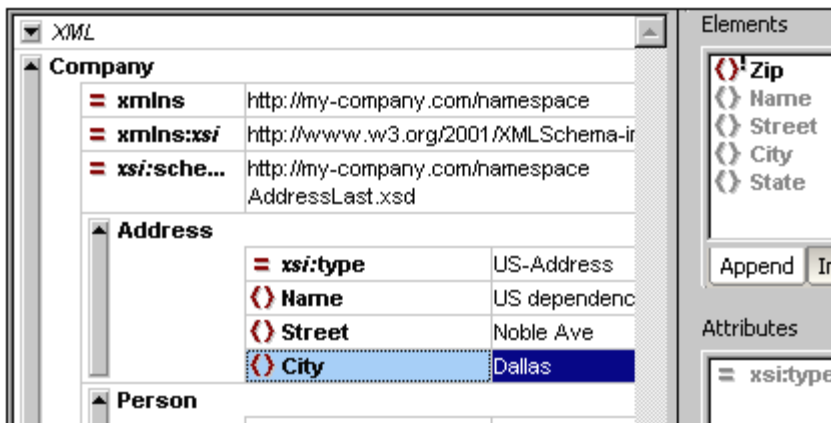 XML
Company
= xmlns http://my-company.com/namespace
= xmlns:xsi http://www.w3.org/2001/XMLSchema-in
= xsi:sche... http://my-company.com/namespace
AddressLast.xsd
Address
= xsi:type US-Address
() Name US dependenc
() Street Noble Ave
() City Dallas
Person
Elements
()! Zip
() Name
() Street
() City
() State
Append
Attributes
= xsi:type